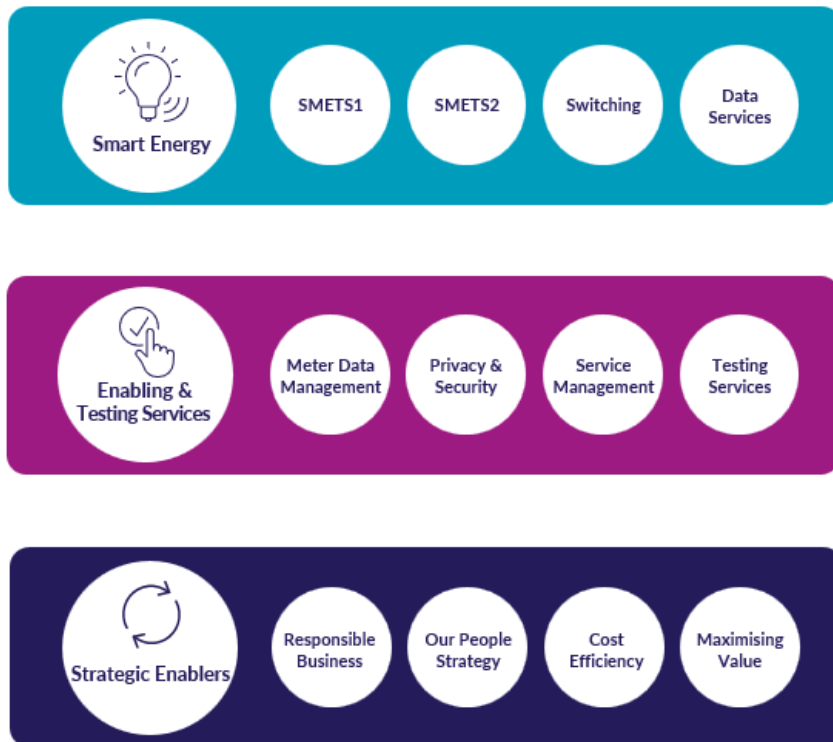 Smart Energy
SMETS1
SMETS2
Switching
Data
Services
Enabling &
Testing Services
Meter Data
Management
Privacy &
Security
Service
Management
Testing
Services
Strategic Enablers
Responsible
Business
Our People
Strategy
Cost
Efficiency
Maximising
Value